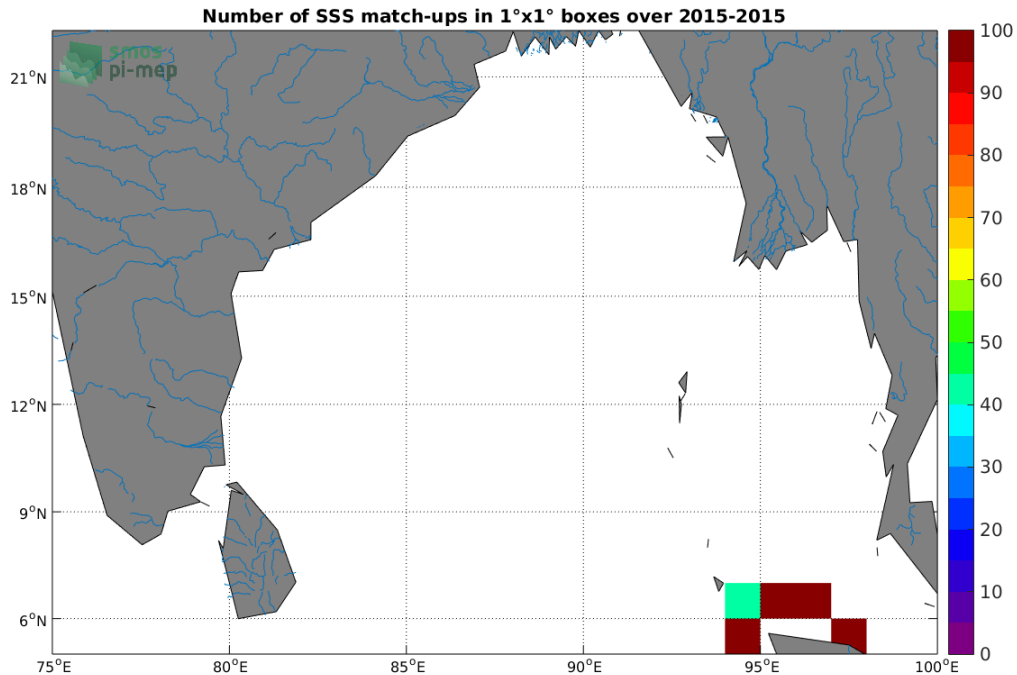 Number of SSS match-ups in 1°x1° boxes over 2015-2015
smos
pi-mep
21°N
18°N
15°N
12°N
9°N
6°N
75°E
80°E
85°E
90°E
95°E
100°E
100
90
80
70
60
50
40
30
20
10
0